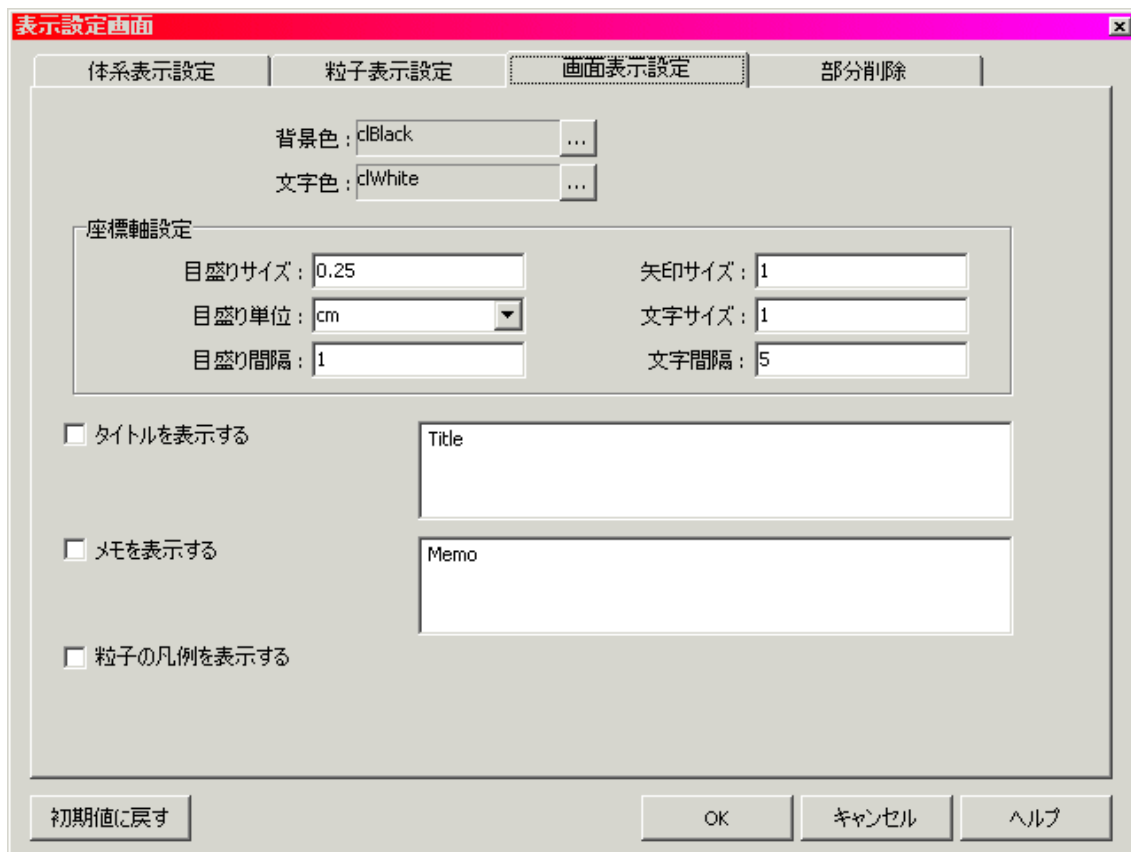 表示設定画面
体系表示設定 粒子表示設定 画面表示設定 部分削除
背景色 : clBlack ...
文字色 : clWhite ...
座標軸設定
目盛りサイズ : 0.25 矢印サイズ : 1
目盛り単位 : cm 文字サイズ : 1
目盛り間隔 : 1 文字間隔 : 5
タイトルを表示する Title
メモを表示する Memo
粒子の凡例を表示する
初期値に戻す OK キャンセル ヘルプ